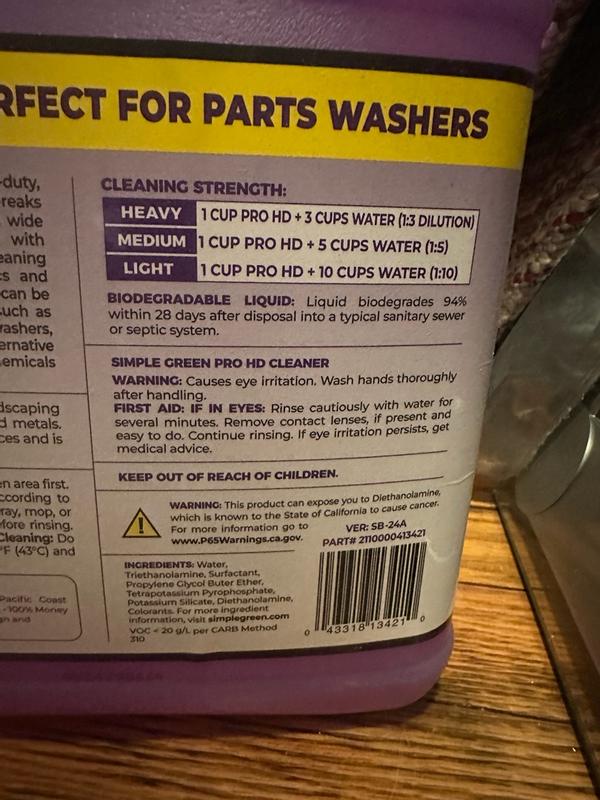 RFECT FOR PARTS WASHERS
-duty,
reaks
wide
with
eaning
s and
can be
uch as
ashers,
ernative
emicals
dscaping
d metals.
ces and is
en area first.
ccording to
ray, mop, or
fore rinsing.
Cleaning: Do
°F (43°C) and
Pacific Coast
-100% Money
gn and
CLEANING STRENGTH:
HEAVY 1 CUP PRO HD + 3 CUPS WATER (1:3 DILUTION)
MEDIUM 1 CUP PRO HD + 5 CUPS WATER (1:5)
LIGHT 1 CUP PRO HD + 10 CUPS WATER (1:10)
BIODEGRADABLE LIQUID: Liquid biodegrades 94%
within 28 days after disposal into a typical sanitary sewer
or septic system.
SIMPLE GREEN PRO HD CLEANER
WARNING: Causes eye irritation. Wash hands thoroughly
after handling.
FIRST AID: IF IN EYES: Rinse cautiously with water for
several minutes. Remove contact lenses, if present and
easy to do. Continue rinsing. If eye irritation persists, get
medical advice.
KEEP OUT OF REACH OF CHILDREN.
WARNING: This product can expose you to Diethanolamine,
which is known to the State of California to cause cancer.
For more information go to
www.P65Warnings.ca.gov.
VER: SB-24A
PART# 2110000413421
INGREDIENTS: Water,
Triethanolamine, Surfactant,
Propylene Glycol Buter Ether,
Tetrapotassium Pyrophosphate,
Potassium Silicate, Diethanolamine,
Colorants. For more ingredient
information, visit simplegreen.com
VOC < 20 g/L per CARB Method
310
0 43318 13421 0